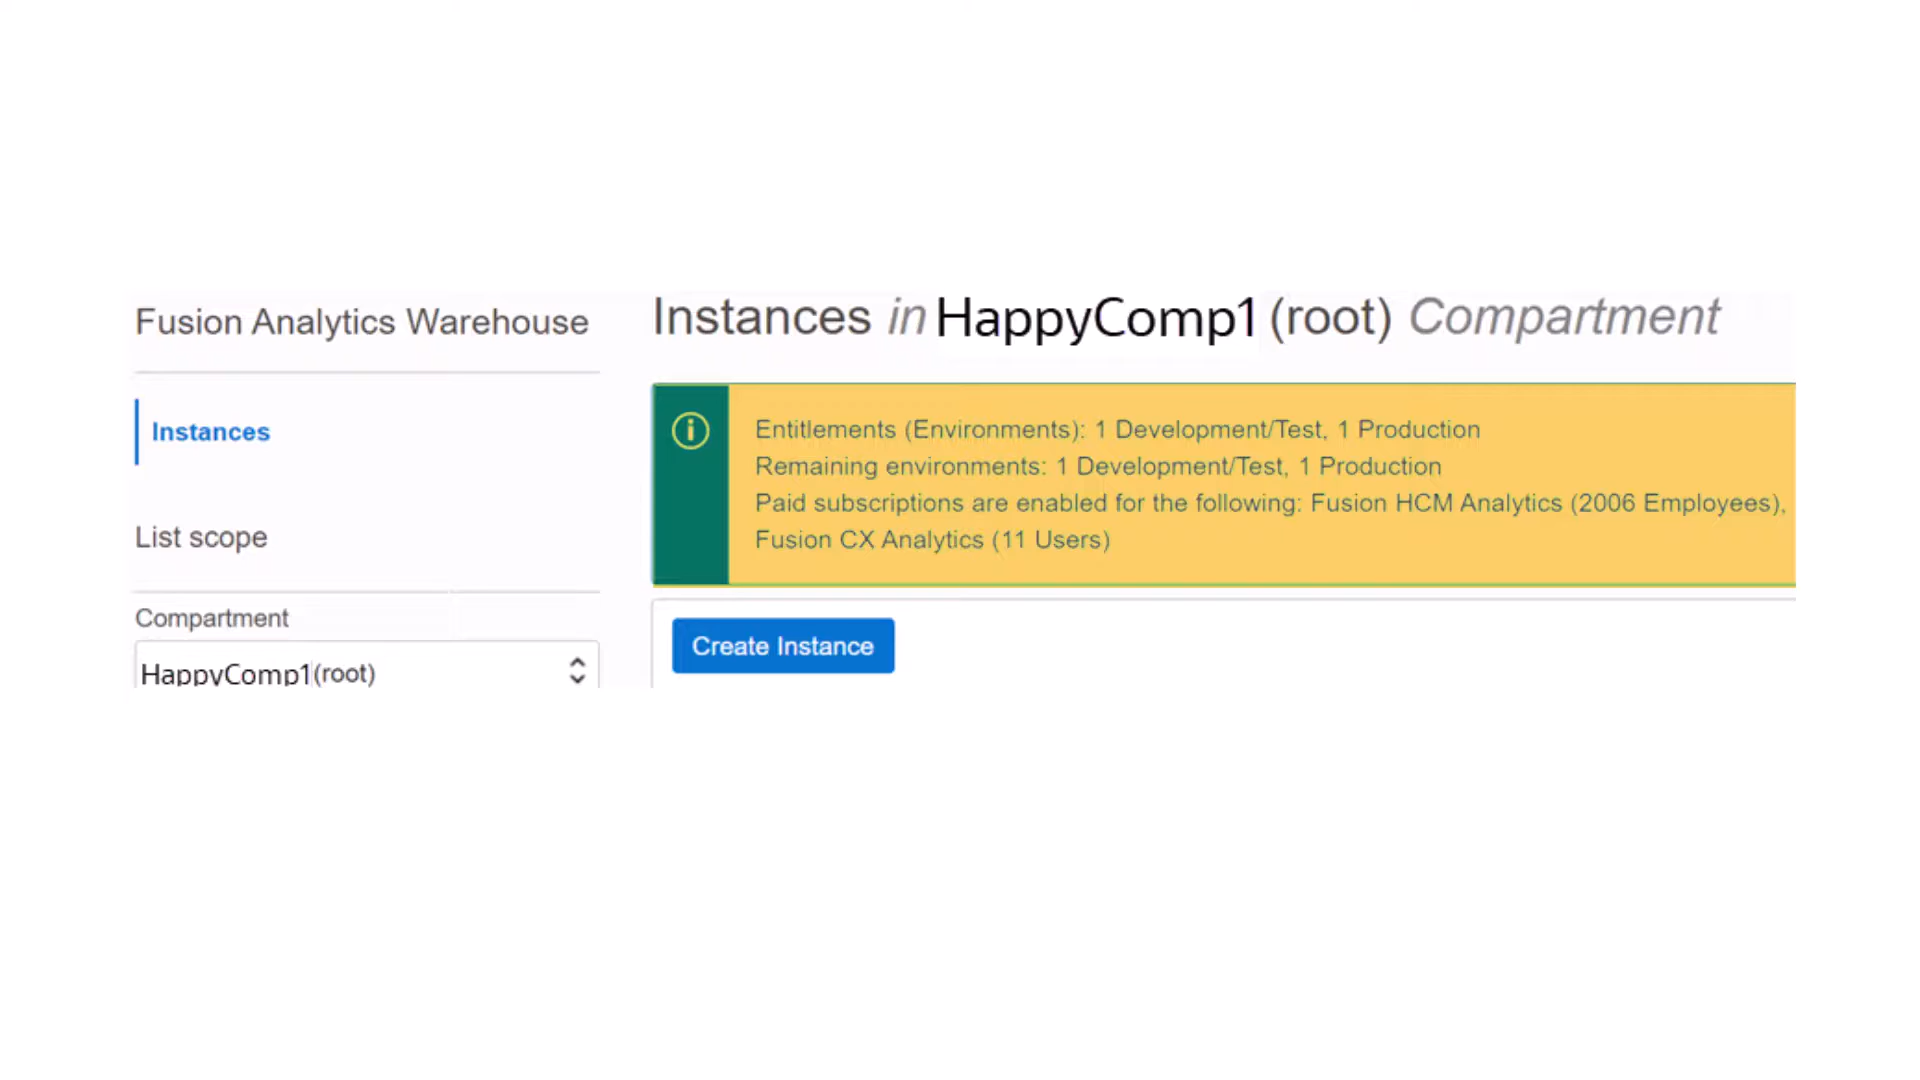 Fusion Analytics Warehouse
Instances
List scope
Compartment
HappyComp1(root)
Instances in HappyComp1 (root) Compartment
Entitlements (Environments): 1 Development/Test, 1 Production
Remaining environments: 1 Development/Test, 1 Production
Paid subscriptions are enabled for the following: Fusion HCM Analytics (2006 Employees),
Fusion CX Analytics (11 Users)
Create Instance